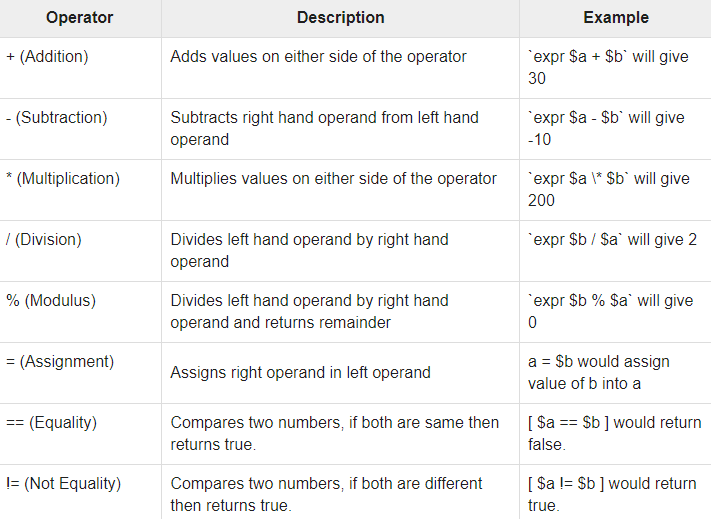 Operator Description Example
+ (Addition) Adds values on either side of the operator `expr $a + $b` will give
30
- (Subtraction) Subtracts right hand operand from left hand
operand
`expr $a - $b` will give
-10
* (Multiplication) Multiplies values on either side of the operator `expr $a \* $b` will give
200
/ (Division) Divides left hand operand by right hand
operand
`expr $b / $a` will give 2
% (Modulus) Divides left hand operand by right hand
operand and returns remainder
`expr $b % $a` will give
0
= (Assignment) Assigns right operand in left operand
a = $b would assign
value of b into a
== (Equality) Compares two numbers, if both are same then
returns true.
[ $a == $b ] would return
false.
!= (Not Equality) Compares two numbers, if both are different
then returns true.
[ $a != $b ] would return
true.